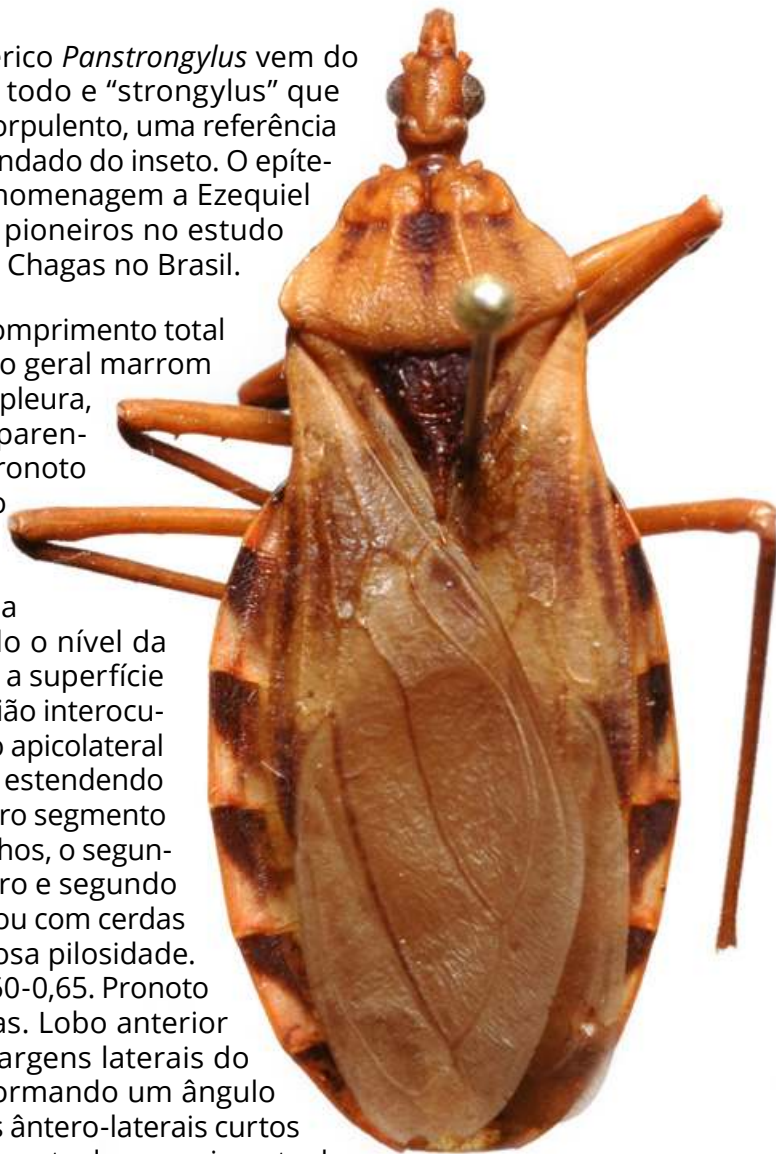 érico Panstrongylus vem do
todo e “strongylus” que
orpulento, uma referência
ndado do inseto. O epíte-
homenagem a Ezequiel
pioneiros no estudo
Chagas no Brasil.
omprimento total
o geral marrom
pleura,
paren-
ronoto
o
a
lo o nível da
a superfície
ião interocu-
o apicolateral
estendendo
ro segmento
hos, o segun-
ro e segundo
ou com cerdas
osa pilosidade.
60-0,65. Pronoto
as. Lobo anterior
argens laterais do
ormando um ângulo
s ântero-laterais curtos